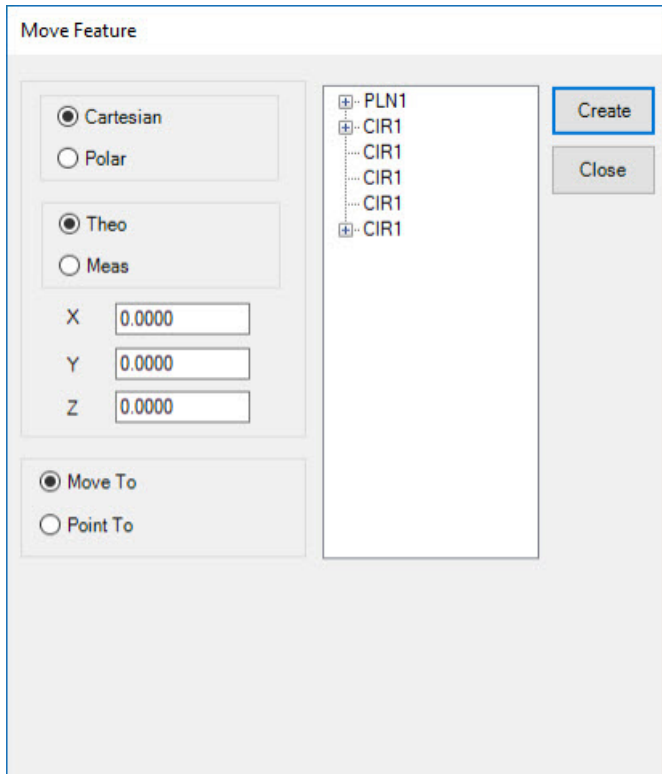 Move Feature
Cartesian
Polar
Theo
Meas
X 0.0000
Y 0.0000
Z 0.0000
Move To
Point To
PLN1
CIR1
CIR1
CIR1
CIR1
CIR1
Create
Close